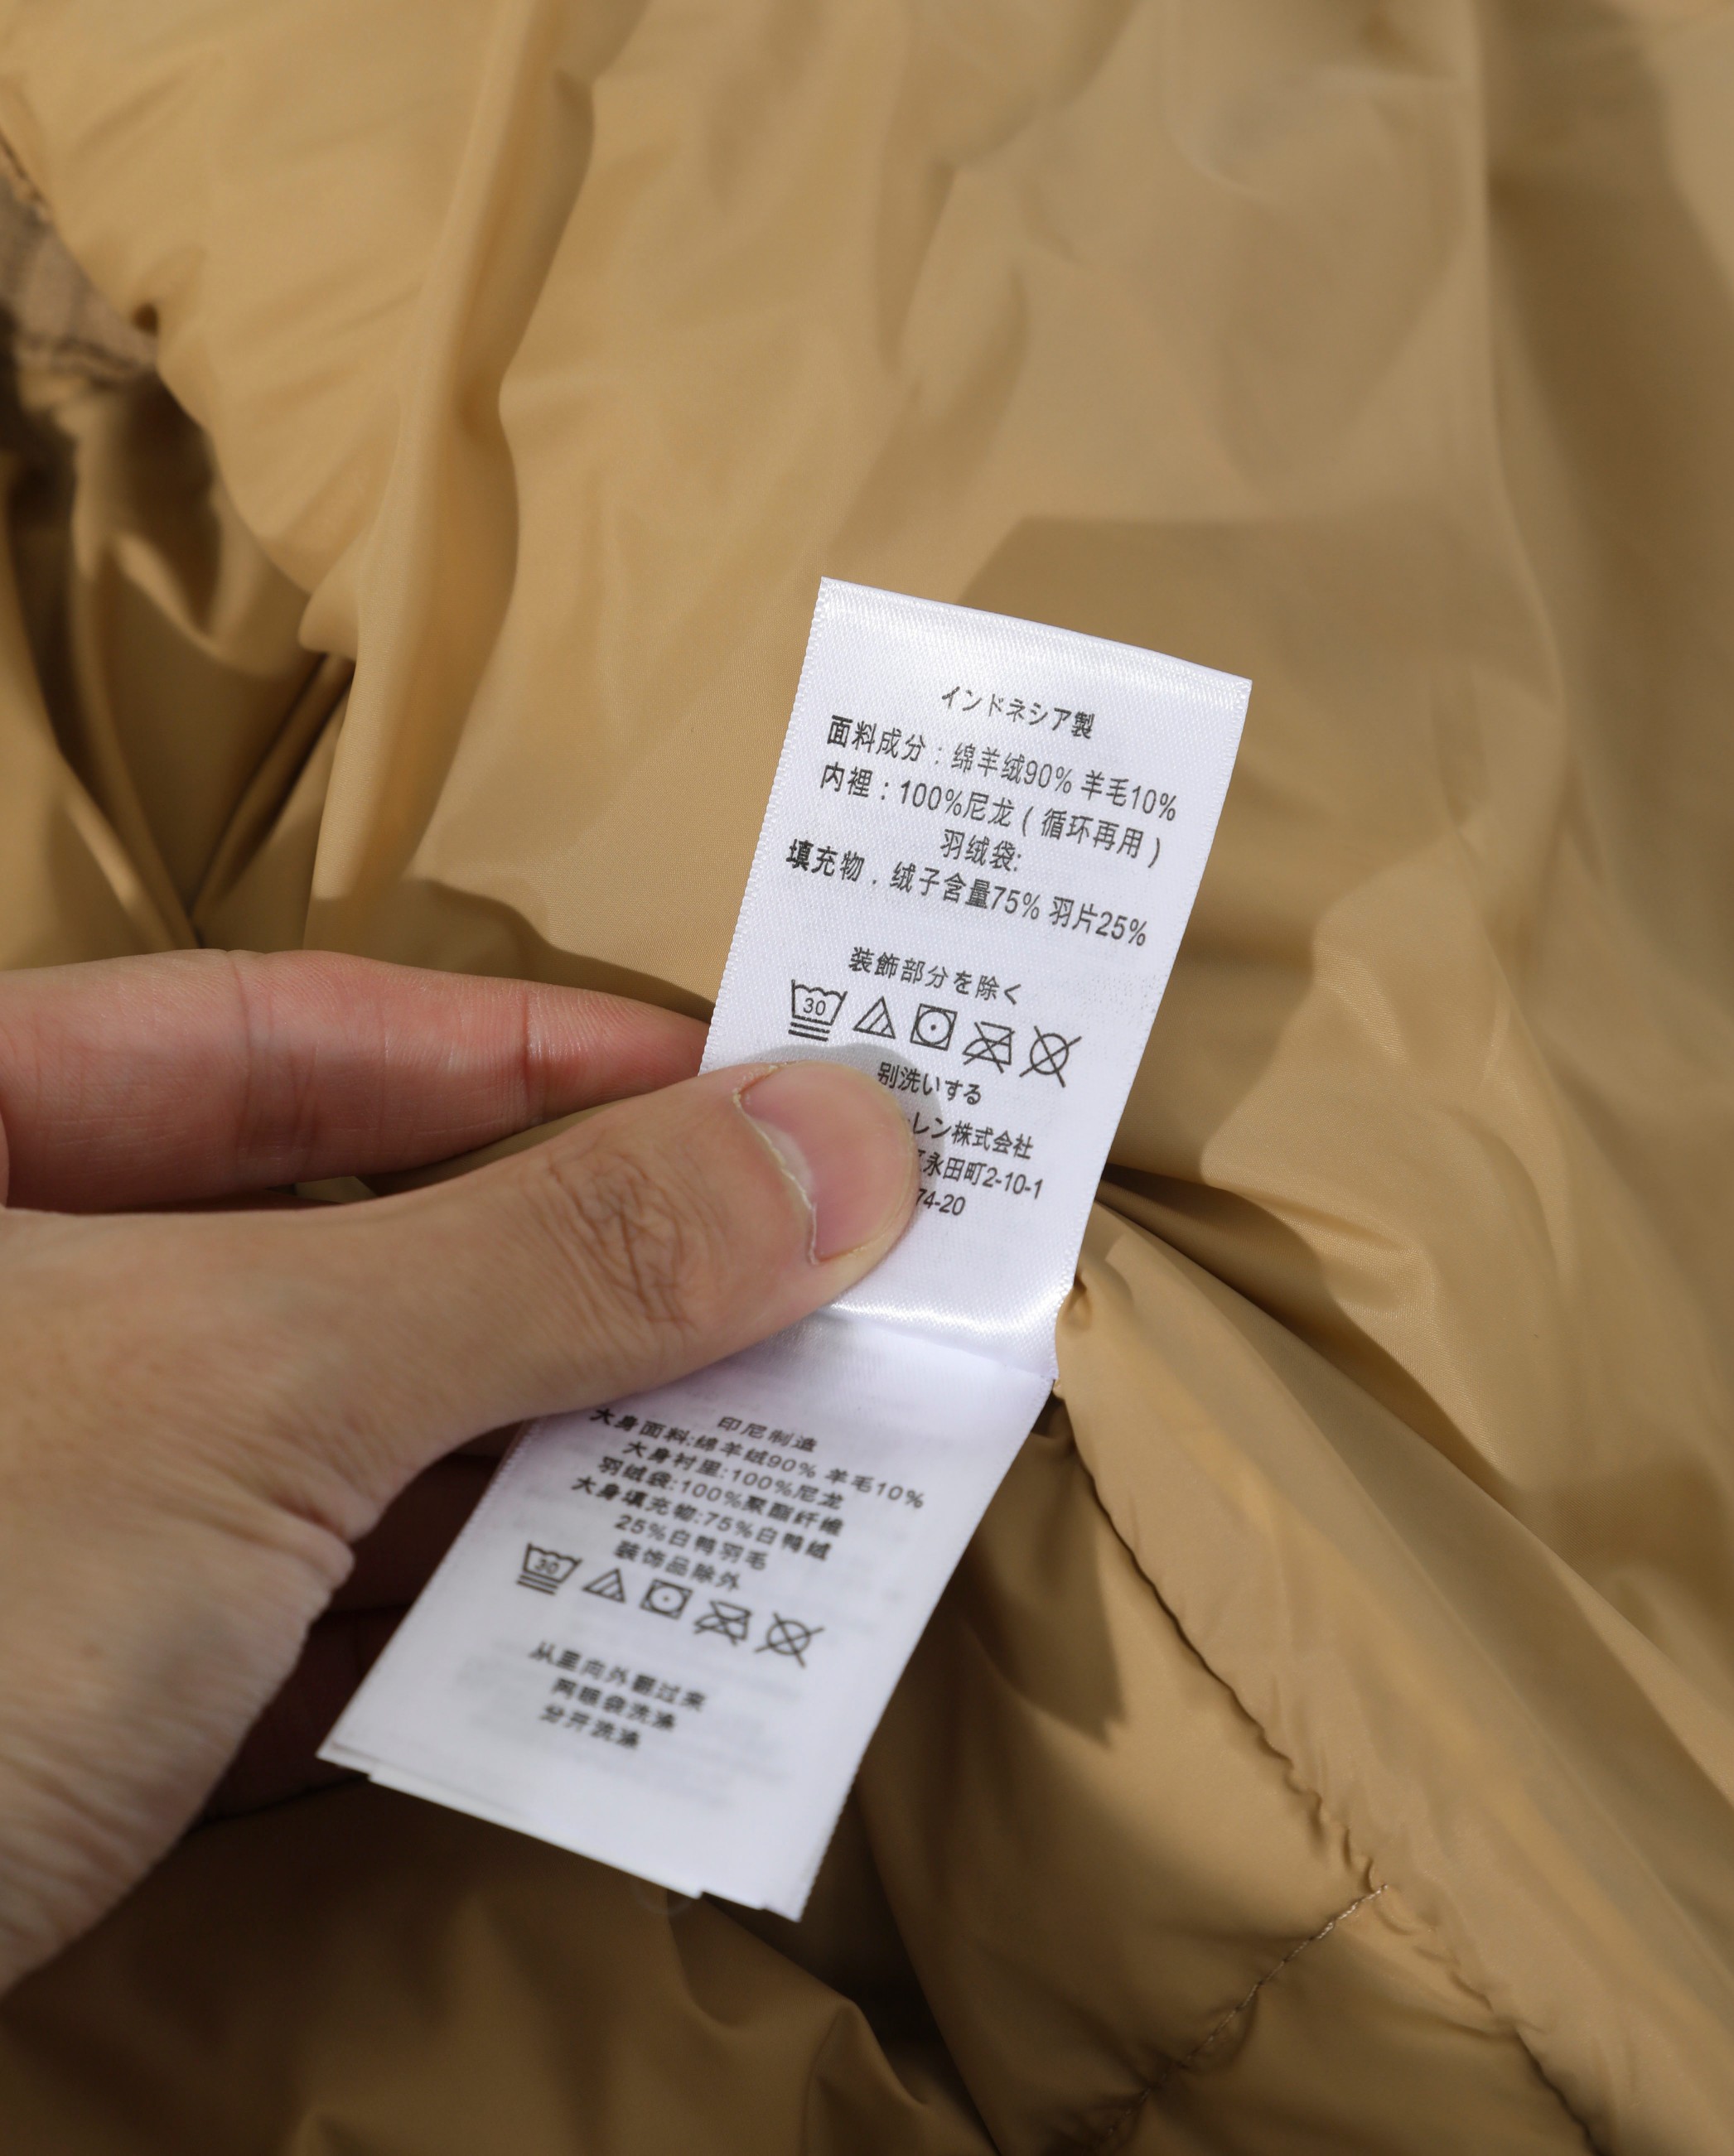 インドネシア製
面料成分：绵羊绒90% 羊毛10%
内裡：100%尼龙（循环再用）
羽绒袋:
填充物．绒子含量75% 羽片25%
装飾部分を除く
30
别洗いする
レン株式会社
永田町2-10-1
74-20
印尼制造
大身面料:绵羊绒90% 羊毛10%
大身衬里:100%尼龙
羽绒袋:100%聚酯纤维
大身填充物:75%白鸭绒
25%白鸭羽毛
装饰品除外
30
从里向外翻过来
网眼袋洗涤
分开洗涤